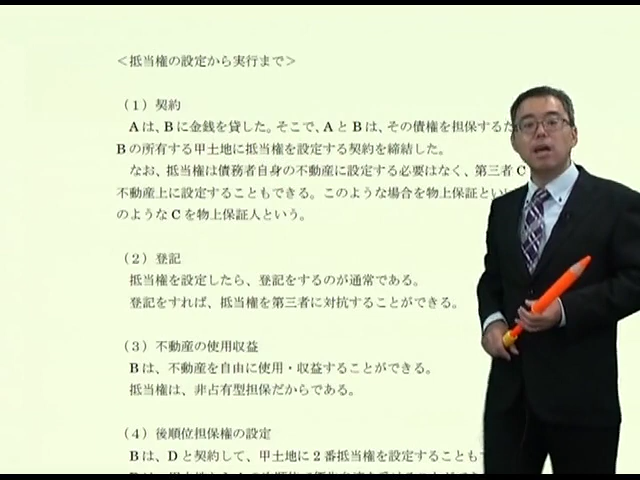 ＜抵当権の設定から実行まで＞
（１）契約
Ａは、Ｂに金銭を貸した。そこで、ＡとＢは、その債権を担保する
Ｂの所有する甲土地に抵当権を設定する契約を締結した。
なお、抵当権は債務者自身の不動産に設定する必要はなく、第三者Ｃ
不動産上に設定することもできる。このような場合を物上保証とい
のようなＣを物上保証人という。
（２）登記
抵当権を設定したら、登記をするのが通常である。
登記をすれば、抵当権を第三者に対抗することができる。
（３）不動産の使用収益
Ｂは、不動産を自由に使用・収益することができる。
抵当権は、非占有型担保だからである。
（４）後順位担保権の設定
Ｂは、Ｄと契約して、甲土地に２番抵当権を設定することも